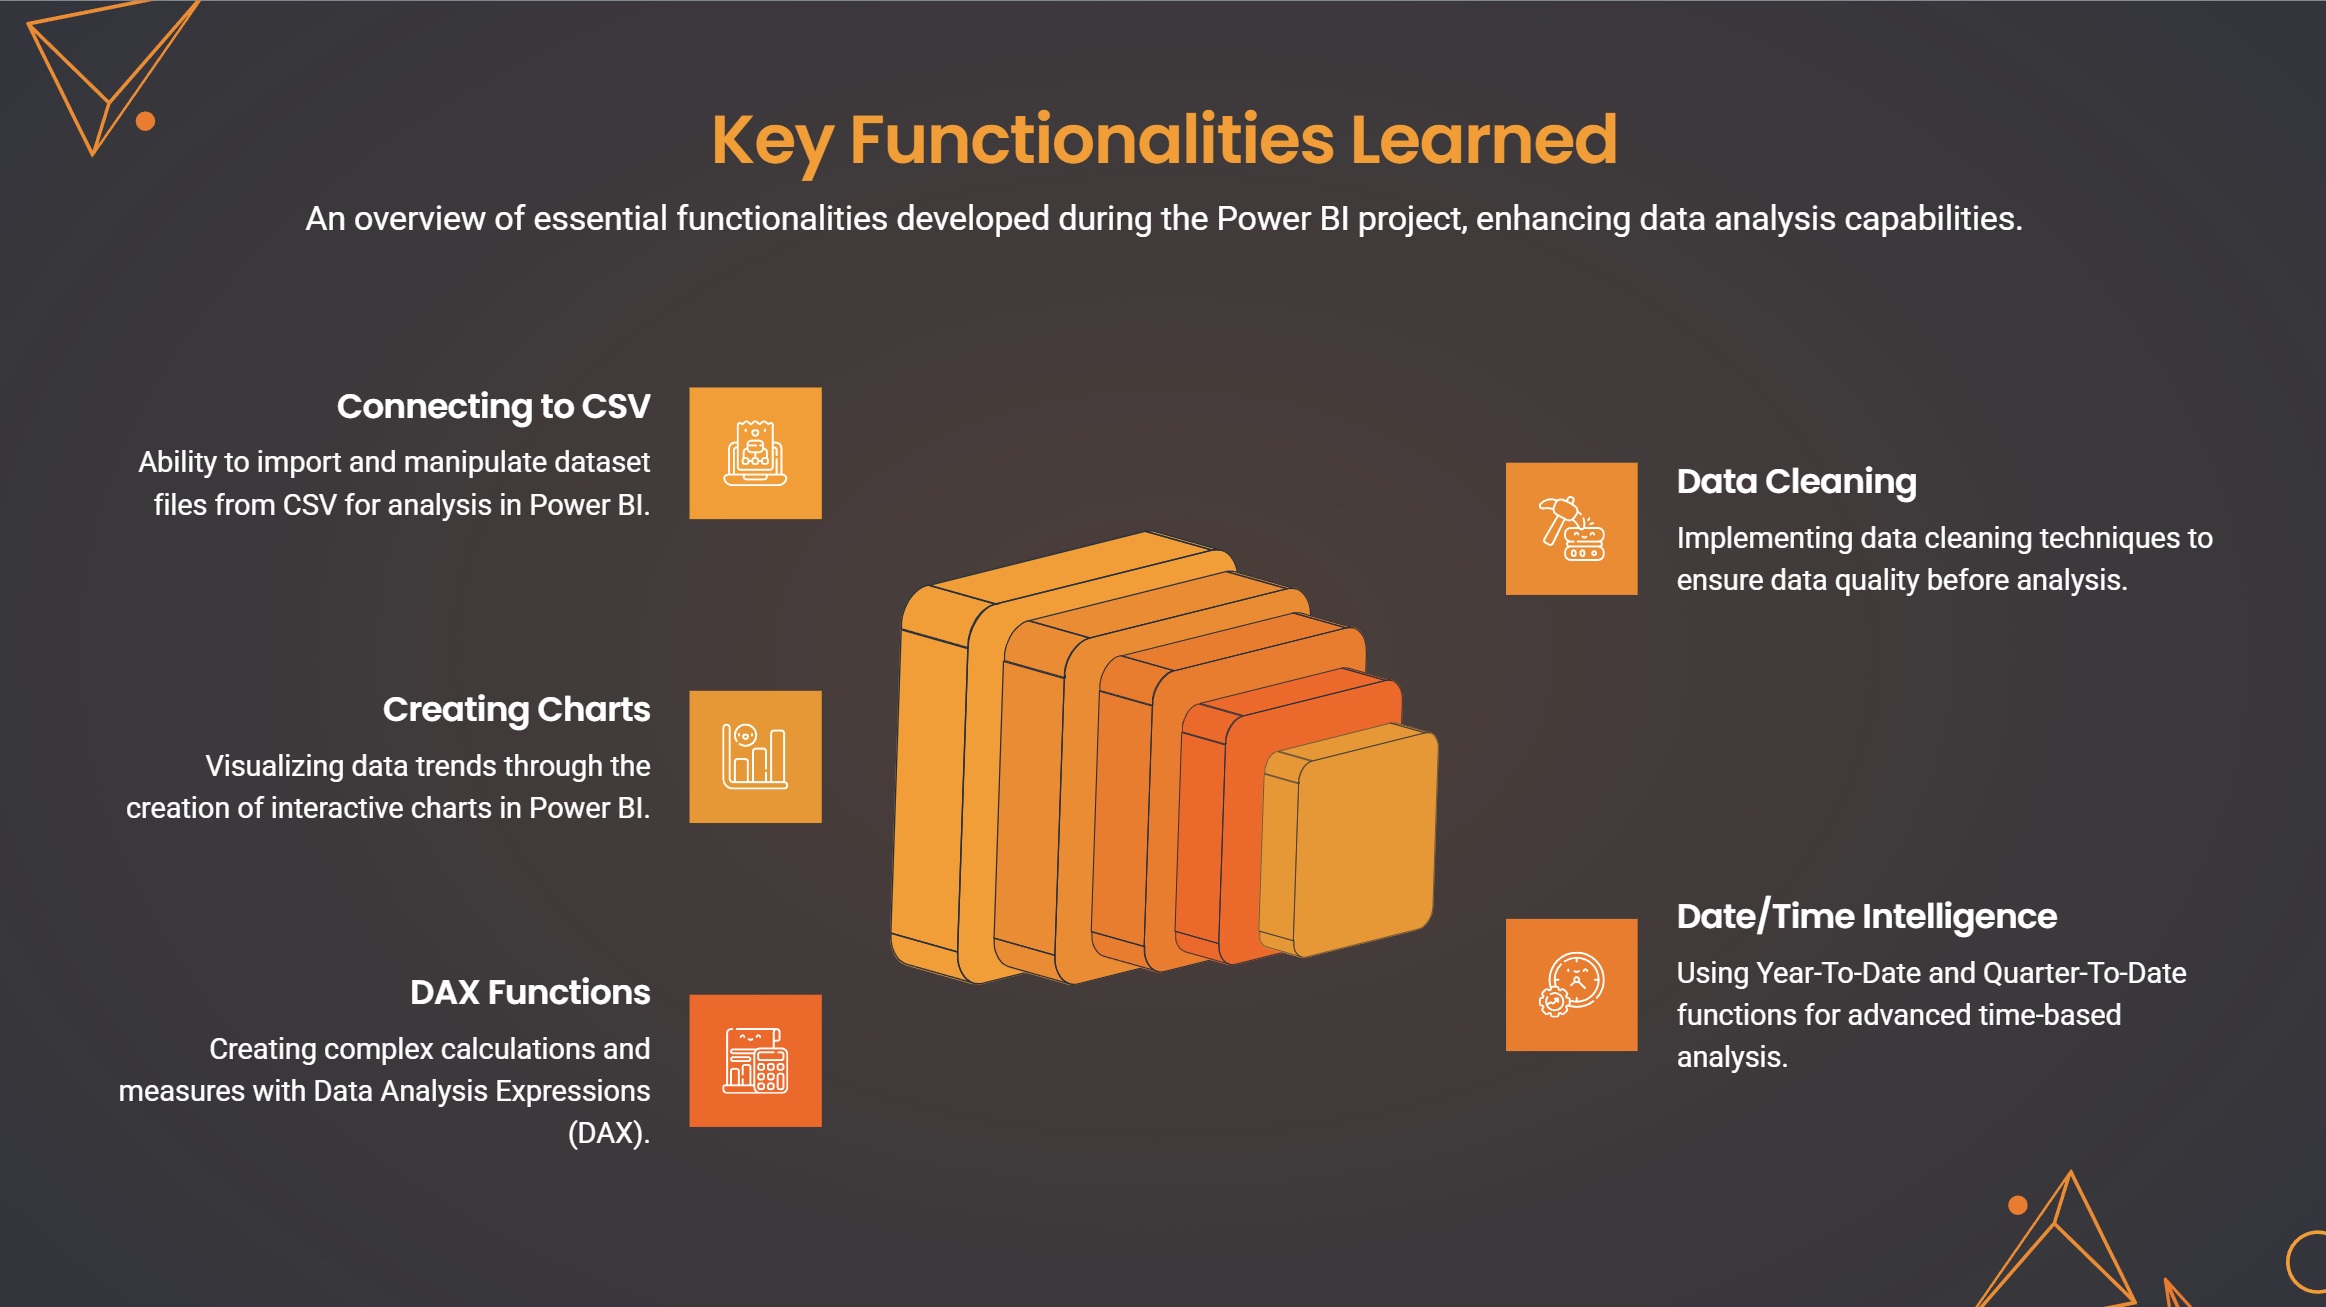 Key Functionalities Learned
An overview of essential functionalities developed during the Power BI project, enhancing data analysis capabilities.
Connecting to CSV
Ability to import and manipulate dataset
files from CSV for analysis in Power BI.
Creating Charts
Visualizing data trends through the
creation of interactive charts in Power BI.
DAX Functions
Creating complex calculations and
measures with Data Analysis Expressions
(DAX).
Data Cleaning
Implementing data cleaning techniques to
ensure data quality before analysis.
Date/Time Intelligence
Using Year-To-Date and Quarter-To-Date
functions for advanced time-based
analysis.